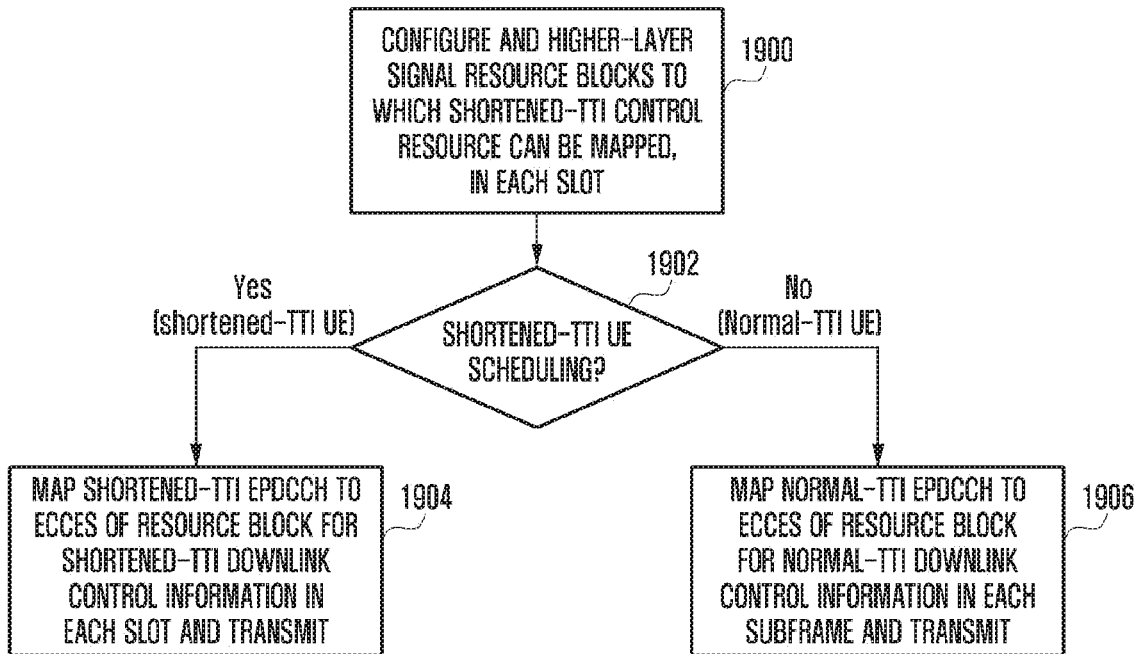 CONFIGURE AND HIGHER-LAYER
SIGNAL RESOURCE BLOCKS TO
WHICH SHORTENED-TTI CONTROL
RESOURCE CAN BE MAPPED,
IN EACH SLOT
1900
1902
Yes
(shortened-TTI UE)
No
(Normal-TTI UE)
SHORTENED-TTI UE
SCHEDULING?
MAP SHORTENED-TTI EPDCCH TO
ECCES OF RESOURCE BLOCK FOR
SHORTENED-TTI DOWNLINK
CONTROL INFORMATION IN
EACH SLOT AND TRANSMIT
1904
MAP NORMAL-TTI EPDCCH TO
ECCES OF RESOURCE BLOCK
FOR NORMAL-TTI DOWNLINK
CONTROL INFORMATION IN EACH
SUBFRAME AND TRANSMIT
1906